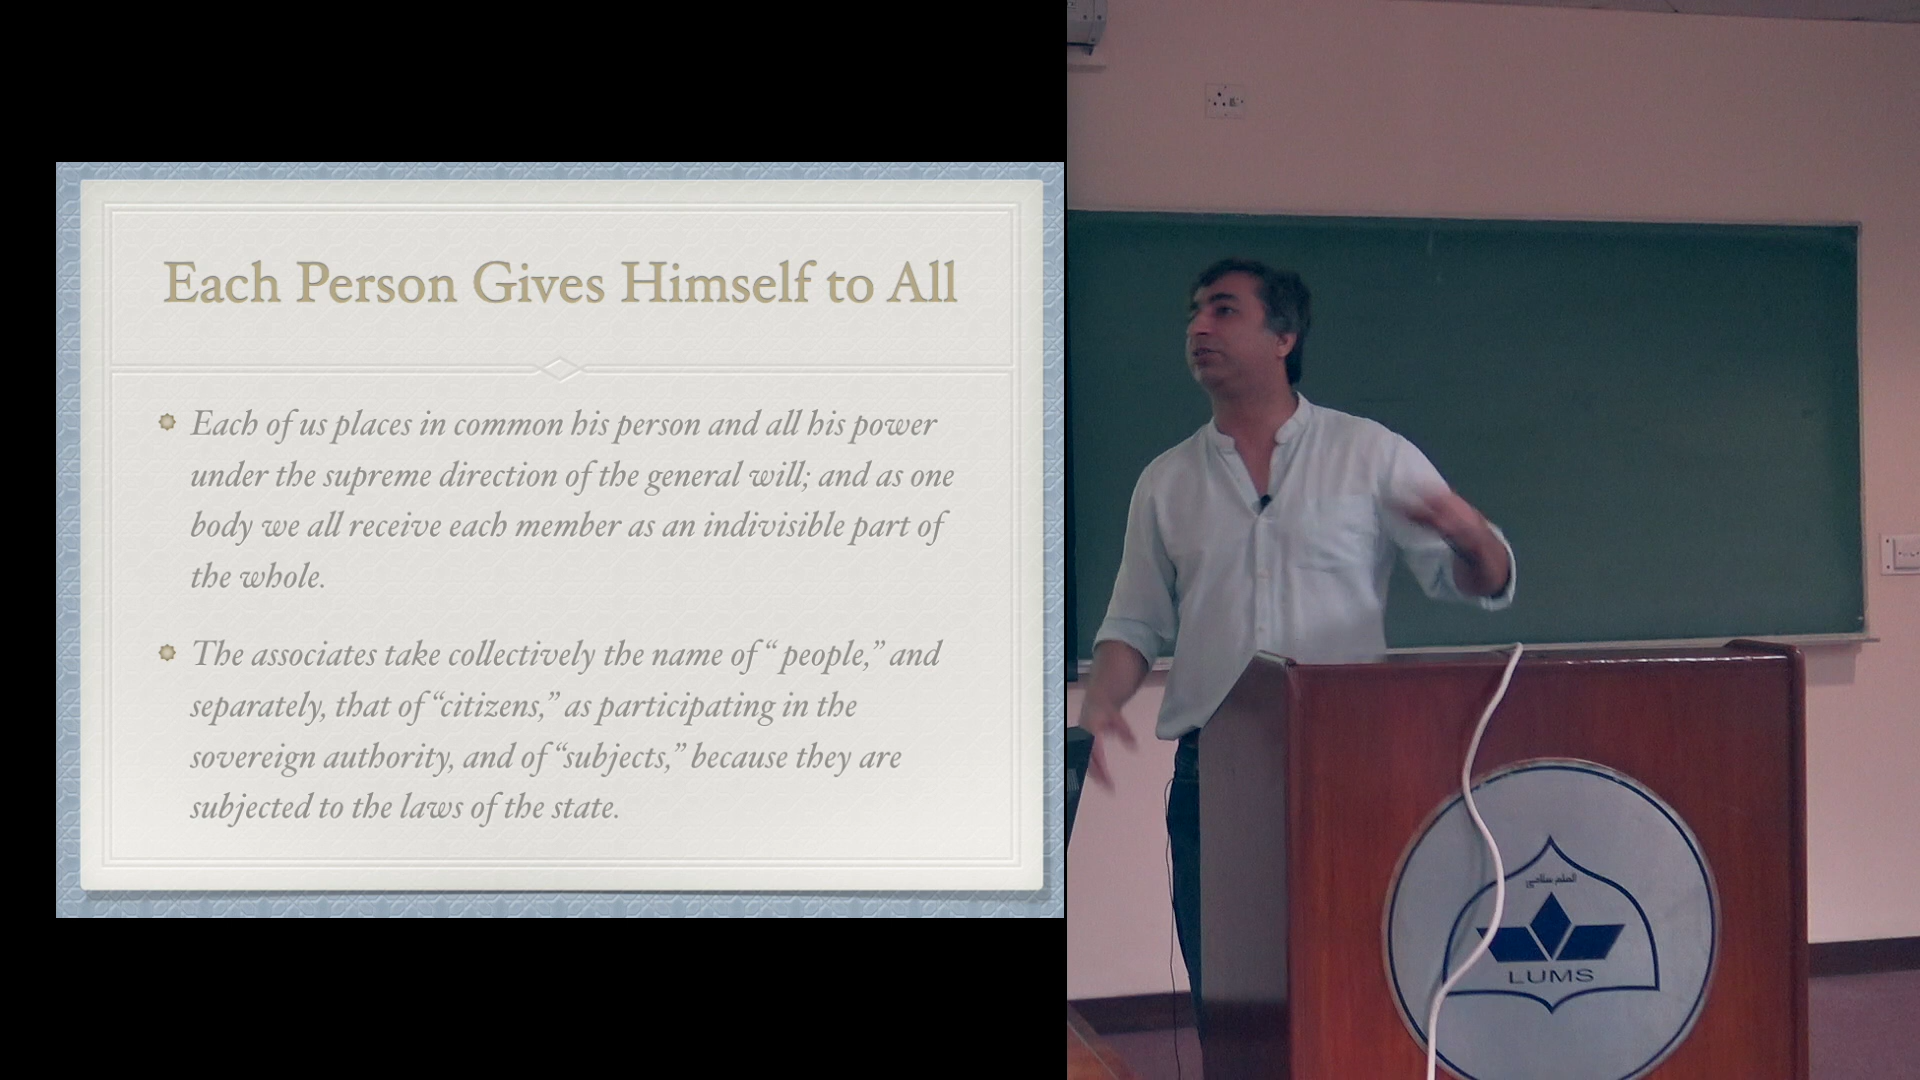 Each Person Gives Himself to All
Each of us places in common his person and all his power
under the supreme direction of the general will; and as one
body we all receive each member as an indivisible part of
the whole.
The associates take collectively the name of “ people,” and
separately, that of “citizens,” as participating in the
sovereign authority, and of “subjects,” because they are
subjected to the laws of the state.
LUMS